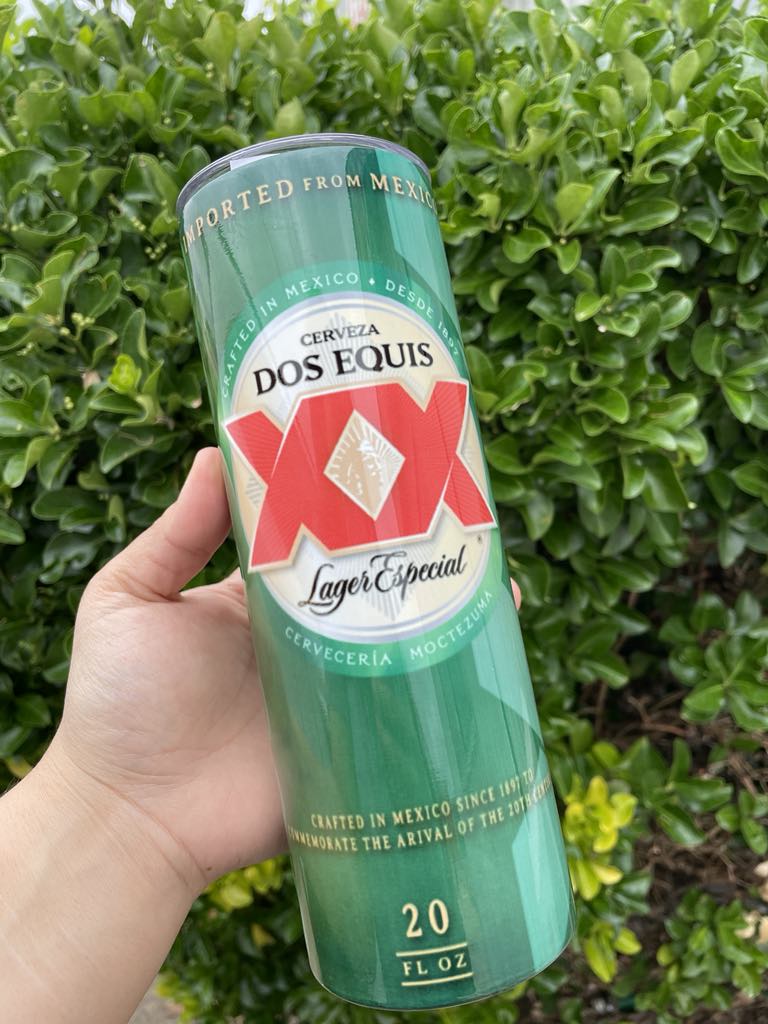 IMPORTED FROM MEXICO
CRAFTED IN MEXICO ♦ DESDE 1897
CERVEZA
DOS EQUIS
XX
Lager Especial
®
CERVECERÍA MOCTEZUMA
CRAFTED IN MEXICO SINCE 1897 TO
COMMEMORATE THE ARIVAL OF THE 20TH
20
FL OZ